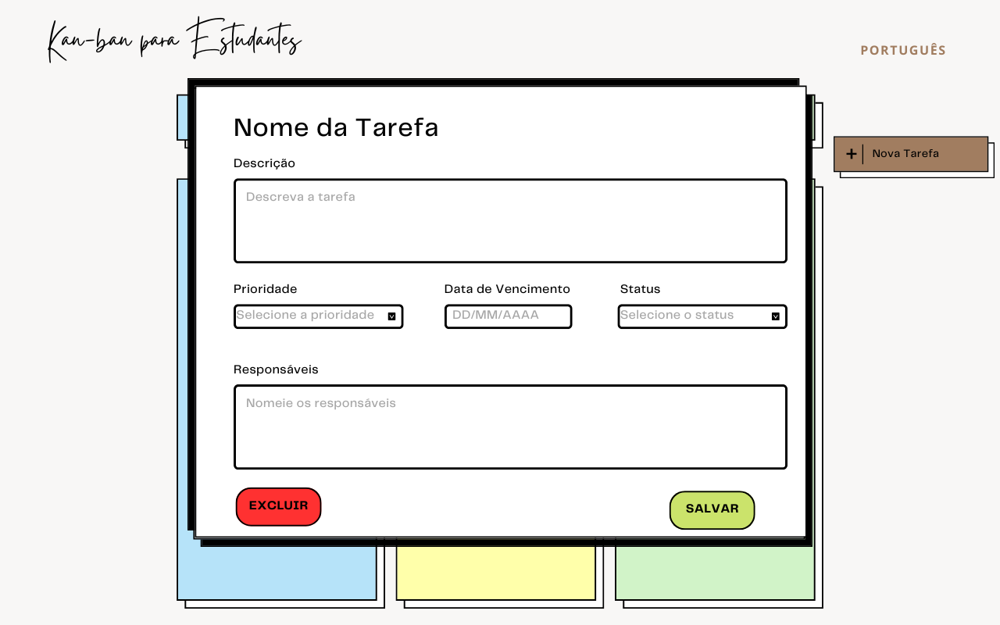 Kan-ban para Estudantes
PORTUGUÊS
Nome da Tarefa
Nova Tarefa
Descrição
Descreva a tarefa
Prioridade
Data de Vencimento
Status
Selecione a prioridade
DD/MM/AAAA
Selecione o status
Responsáveis
Nomeie os responsáveis
EXCLUIR
SALVAR